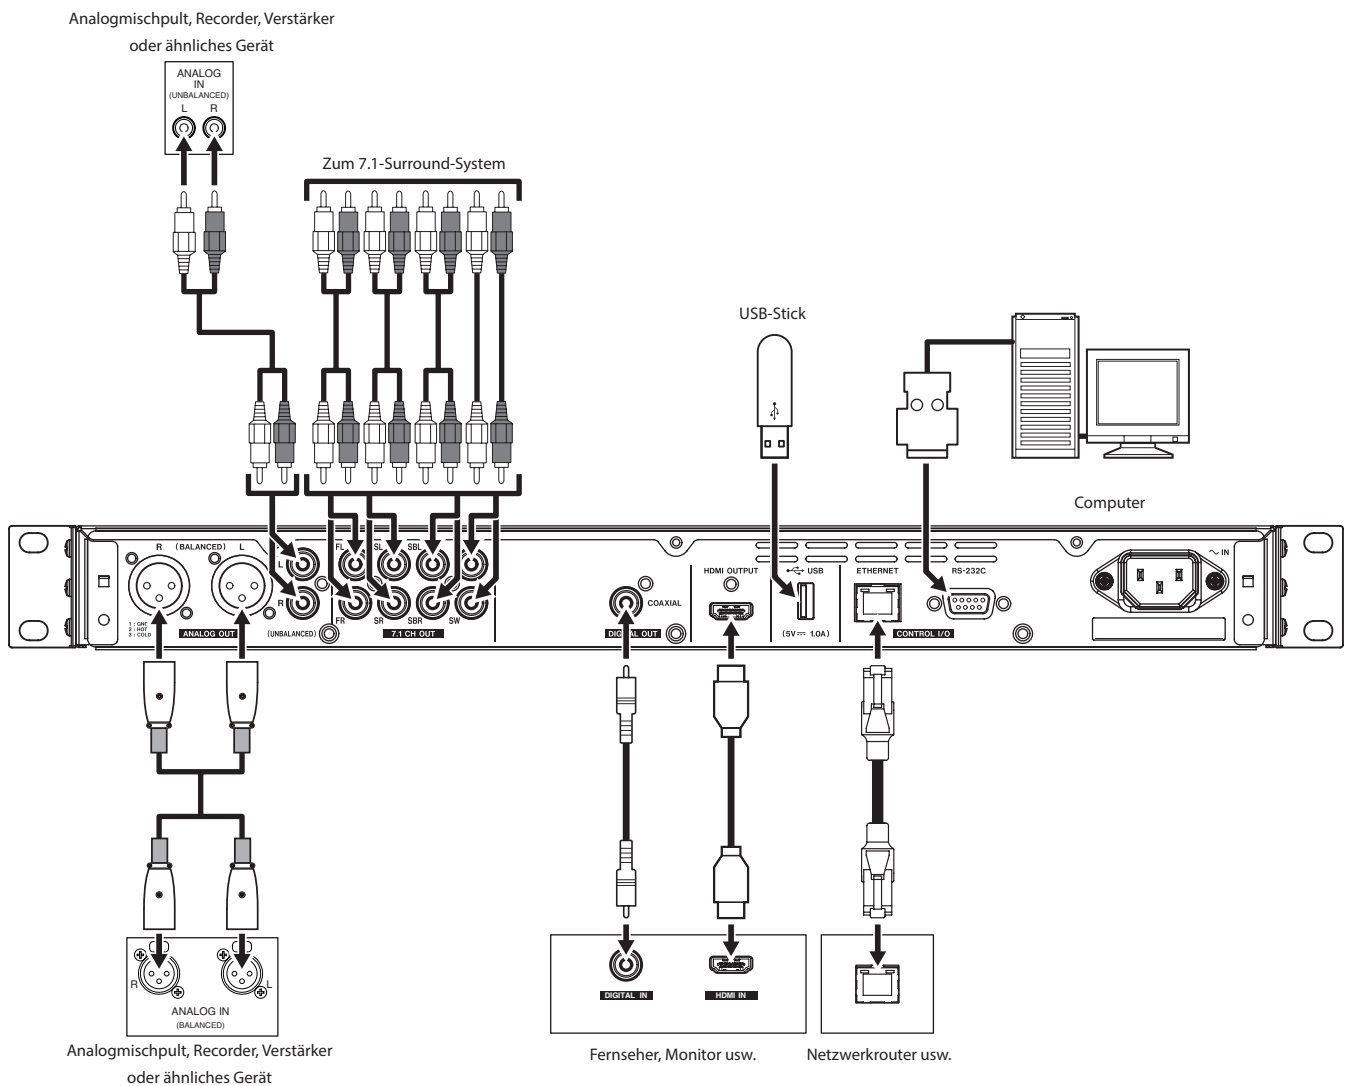 Analogmischpult, Recorder, Verstärker
oder ähnliches Gerät
ANALOG
IN
(UNBALANCED)
L R
Zum 7.1-Surround-System
USB-Stick
Computer
R (BALANCED) L
L
R
1 : GND
2 : HOT
3 : COLD
ANALOG OUT
(UNBALANCED)
FL SL SBL
FR SR SBR SW
7.1 CH OUT
COAXIAL
DIGITAL OUT
HDMI OUTPUT
USB
(5V 1.0A)
ETHERNET
RS-232C
CONTROL I/O
~ IN
R L
ANALOG IN
(BALANCED)
Analogmischpult, Recorder, Verstärker
oder ähnliches Gerät
DIGITAL IN
HDMI IN
Fernseher, Monitor usw.
Netzwerkrouter usw.